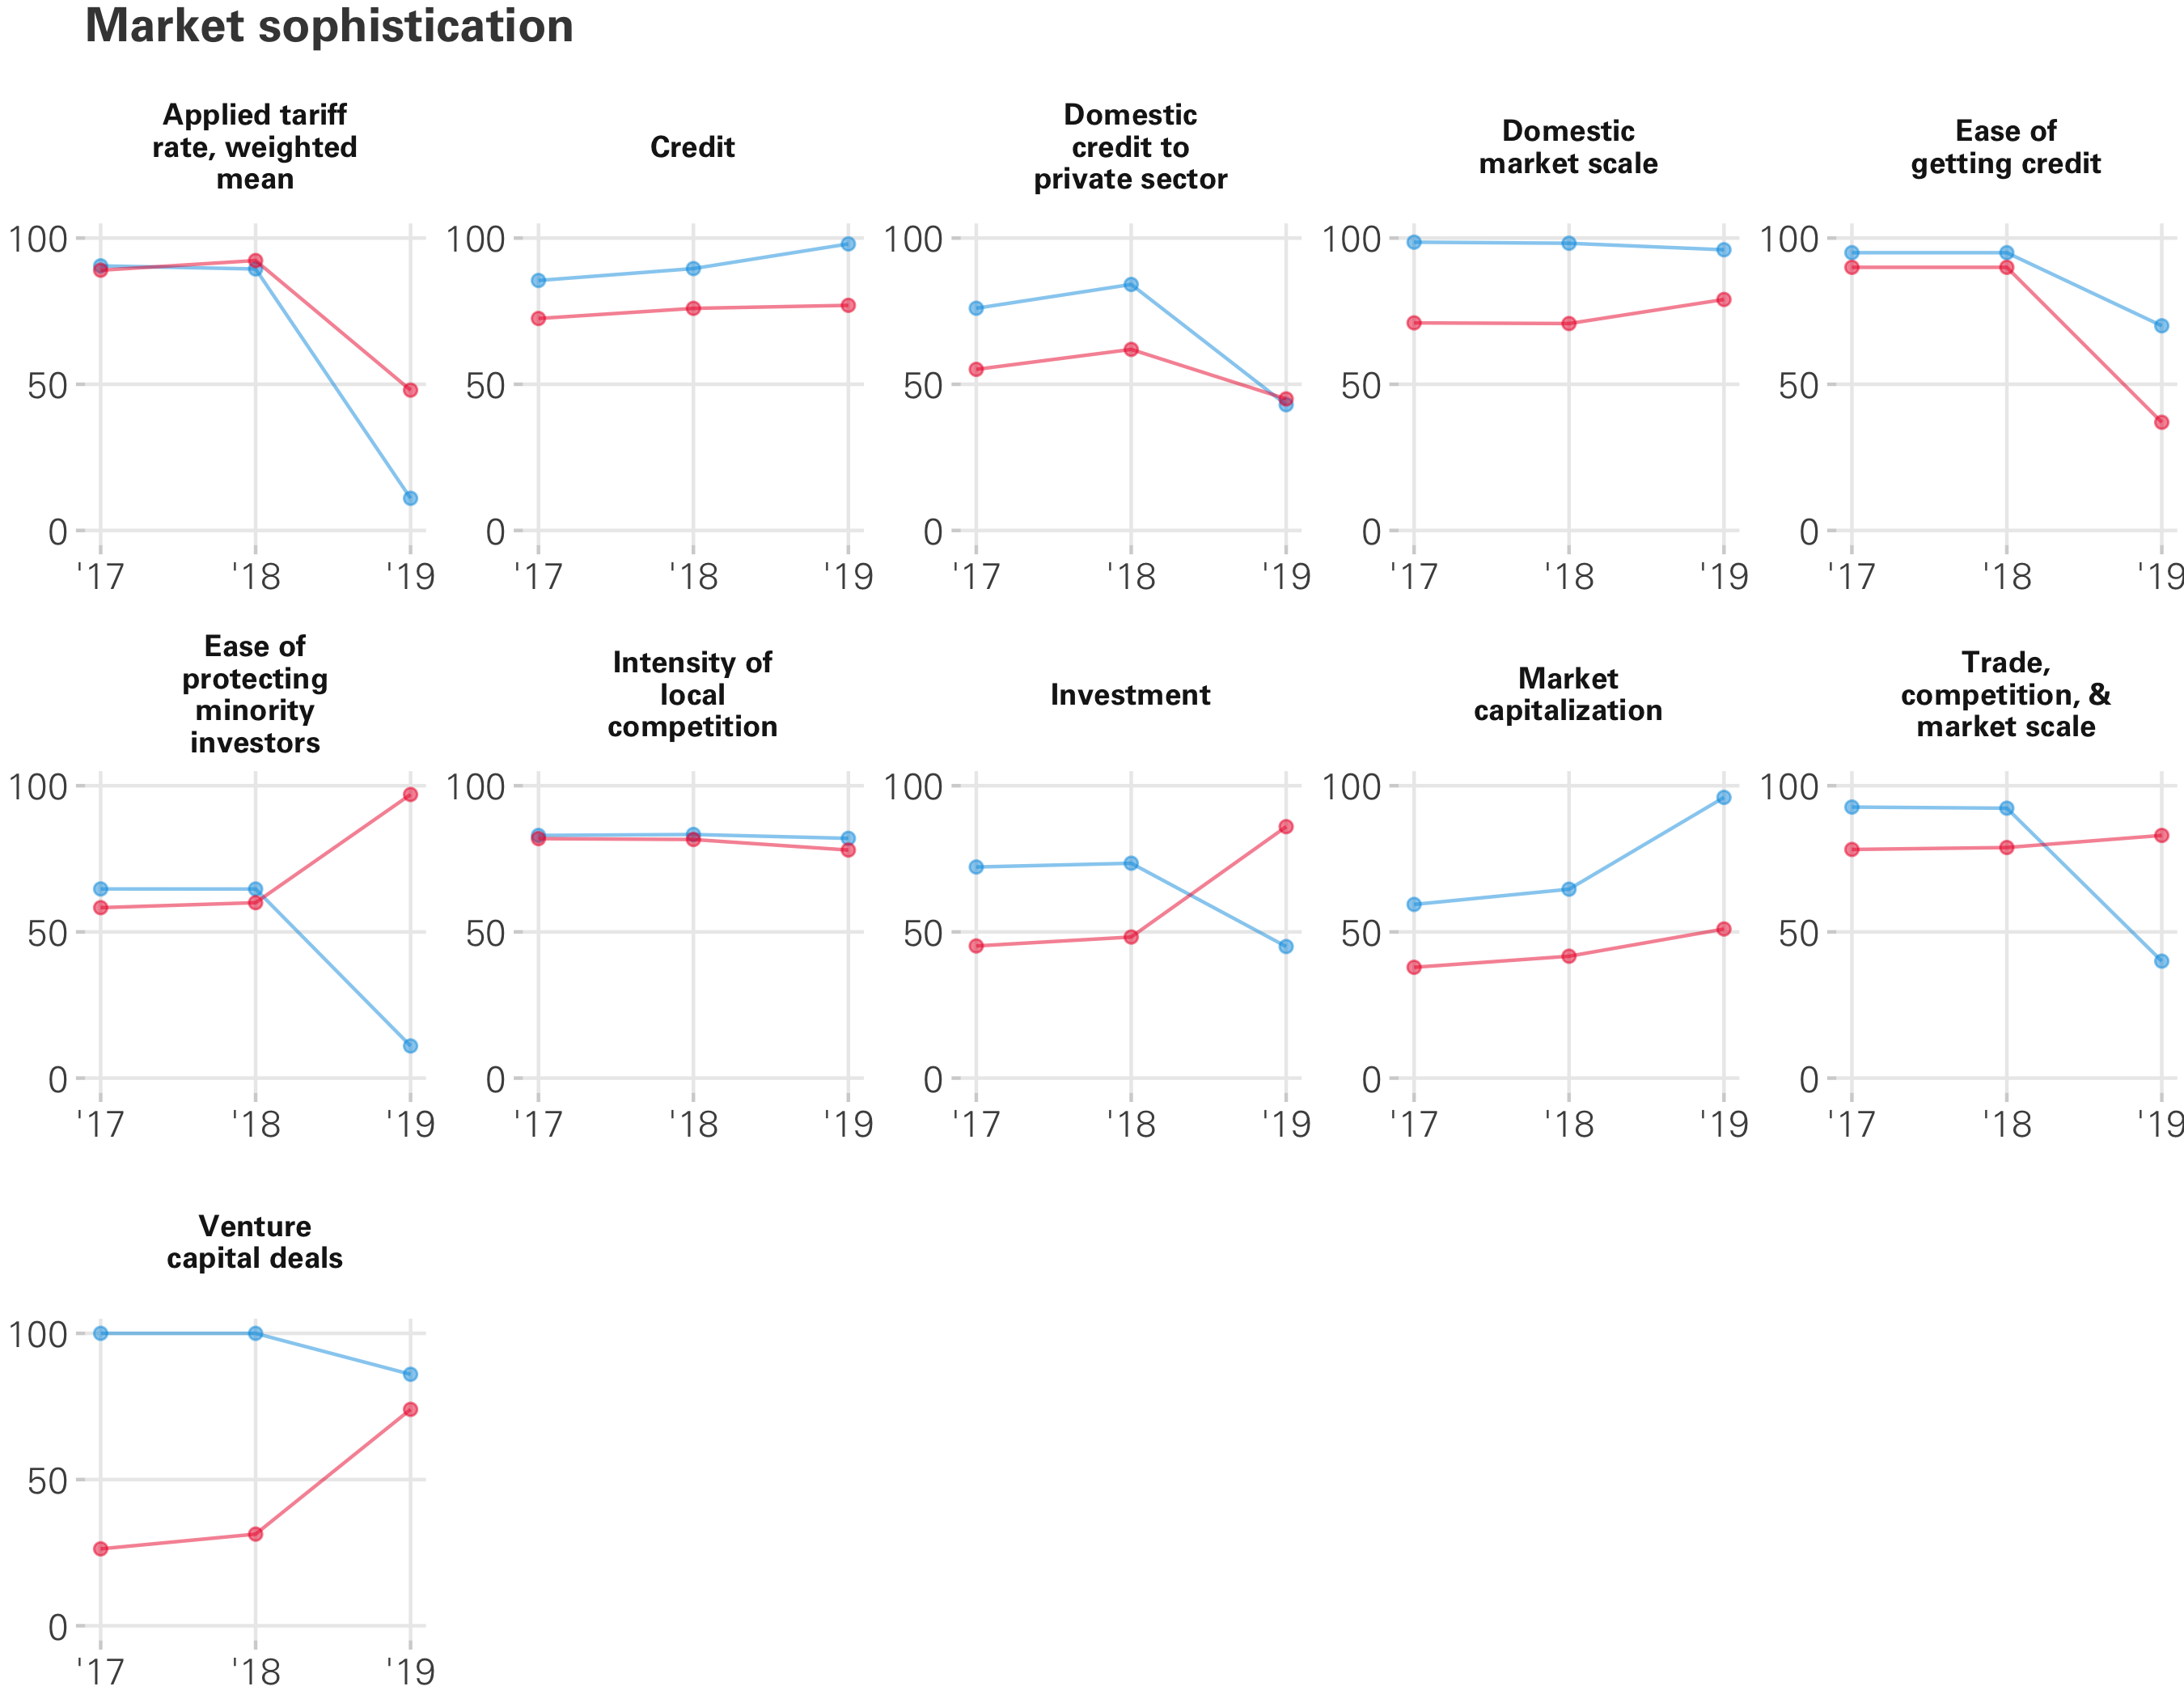 Market sophistication
Applied tariff
rate, weighted
mean
Credit
Domestic
credit to
private sector
Domestic
market scale
Ease of
getting credit
100
50
0
'17 '18 '19
100
50
0
'17 '18 '19
100
50
0
'17 '18 '19
100
50
0
'17 '18 '19
100
50
0
'17 '18 '19
Ease of
protecting
minority
investors
Intensity of
local
competition
Investment
Market
capitalization
Trade,
competition, &
market scale
100
50
0
'17 '18 '19
100
50
0
'17 '18 '19
100
50
0
'17 '18 '19
100
50
0
'17 '18 '19
100
50
0
'17 '18 '19
Venture
capital deals
100
50
0
'17 '18 '19